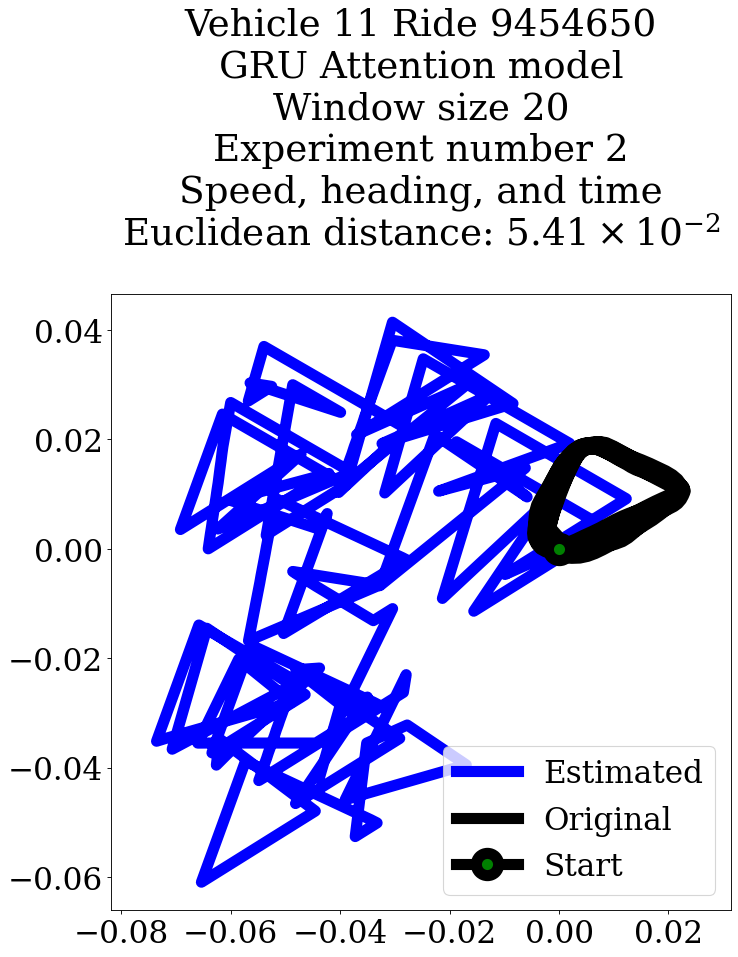 Vehicle 11 Ride 9454650
GRU Attention model
Window size 20
Experiment number 2
Speed, heading, and time
Euclidean distance: 5.41 × 10⁻²
0.04
0.02
0.00
−0.02
−0.04
−0.06
Estimated
Original
Start
−0.08 −0.06 −0.04 −0.02 0.00 0.02